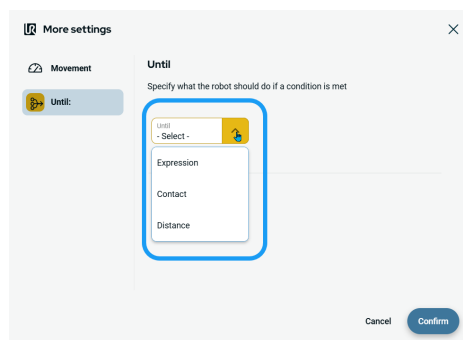 More settings
Movement
Until:
Until
Specify what the robot should do if a condition is met
Until
- Select -
Expression
Contact
Distance
Cancel
Confirm